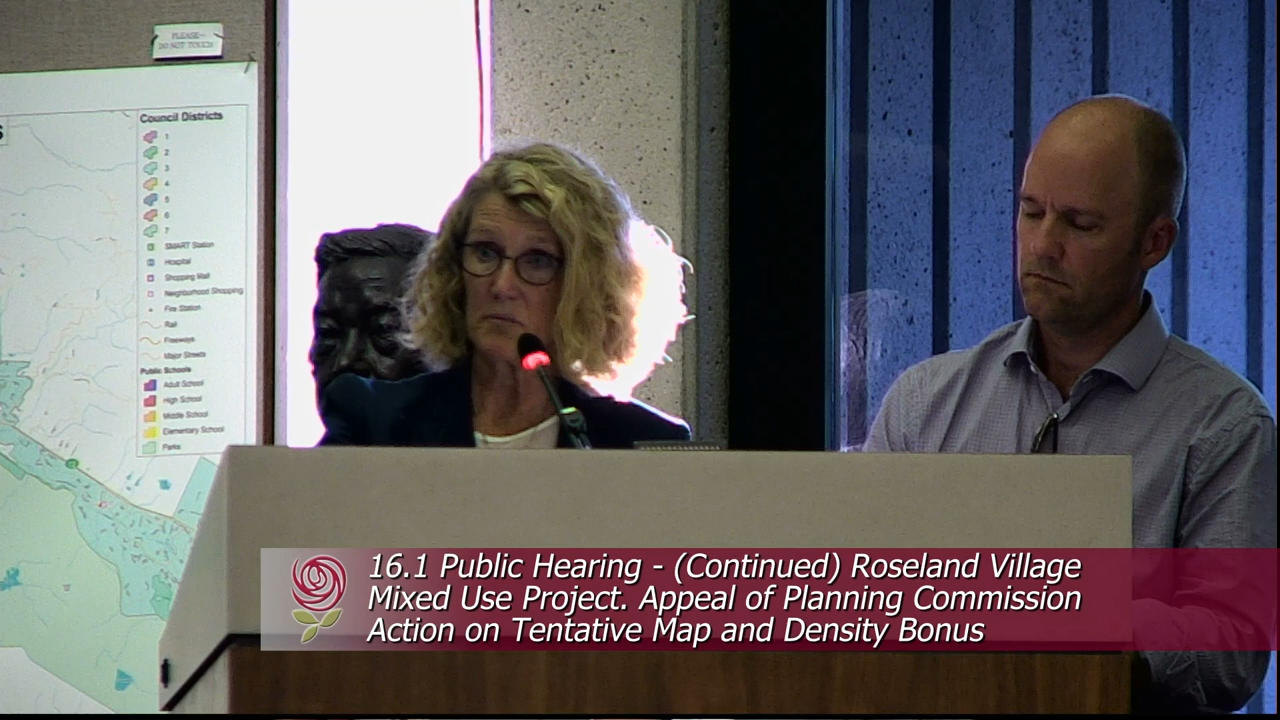 PLEASE--
DO NOT TOUCH
S
Council Districts
1
2
3
4
5
6
7
SMART Station
Hospital
Shopping Mall
Neighborhood Shopping
Fire Station
Rail
Freeways
Major Streets
Public Schools
Adult School
High School
Middle School
Elementary School
Parks
16.1 Public Hearing - (Continued) Roseland Village
Mixed Use Project. Appeal of Planning Commission
Action on Tentative Map and Density Bonus